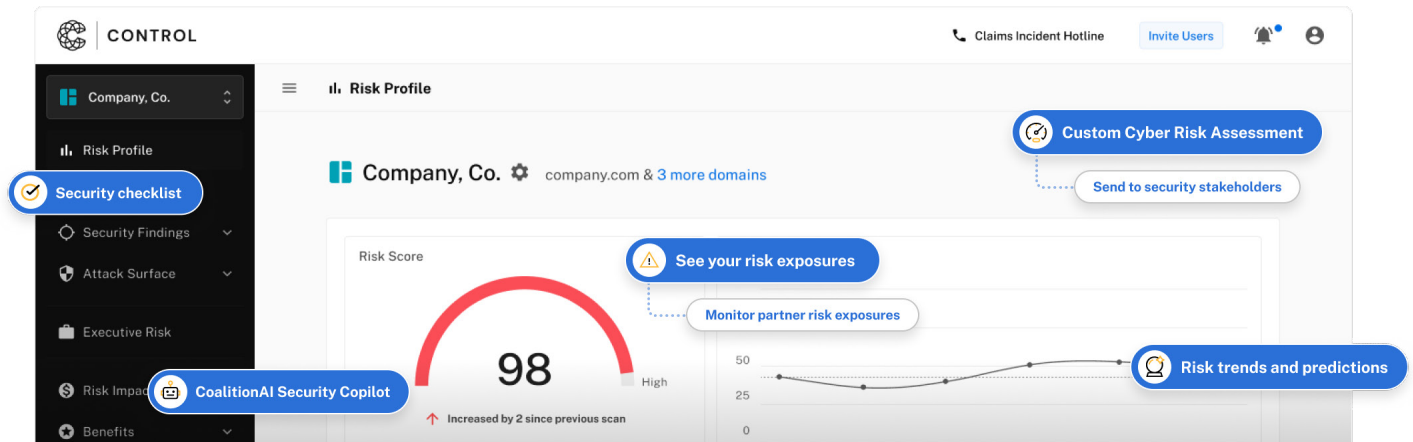 CONTROL
Claims Incident Hotline
Invite Users
Company, Co.
Risk Profile
Risk Profile
Custom Cyber Risk Assessment
Send to security stakeholders
Company, Co.
company.com & 3 more domains
Security checklist
Security Findings
Attack Surface
Executive Risk
Risk Impac
CoalitionAI Security Copilot
Benefits
Risk Score
98
High
Increased by 2 since previous scan
See your risk exposures
Monitor partner risk exposures
50
25
0
Risk trends and predictions